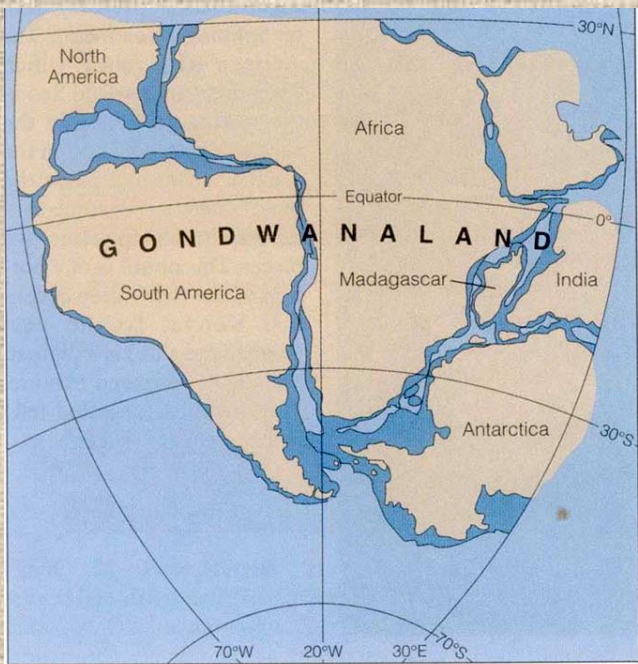 30°N
North
America
Africa
Equator
0°
GONDWANALAND
Madagascar
India
South America
Antarctica
30°S
70°W
20°W
30°E
70°S